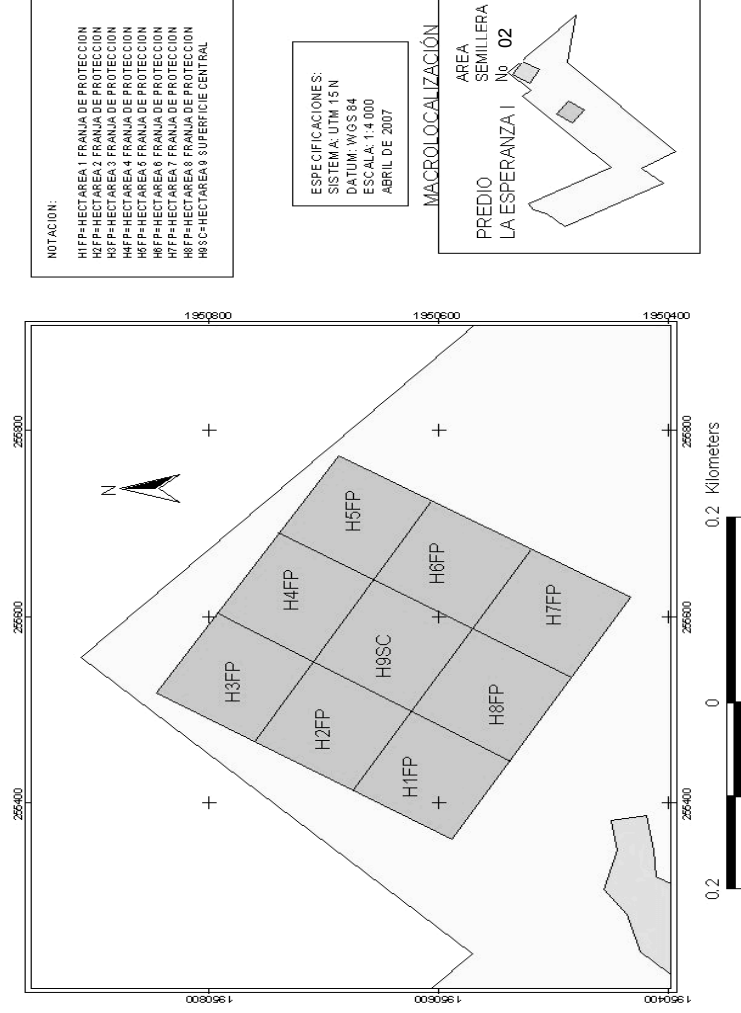 NOTACION:
H1FP=HECTAREA 1 FRANJA DE PROTECCION
H2FP=HECTAREA 2 FRANJA DE PROTECCION
H3FP=HECTAREA 3 FRANJA DE PROTECCION
H4FP=HECTAREA 4 FRANJA DE PROTECCION
H5FP=HECTAREA 5 FRANJA DE PROTECCION
H6FP=HECTAREA 6 FRANJA DE PROTECCION
H7FP=HECTAREA 7 FRANJA DE PROTECCION
H8FP=HECTAREA 8 FRANJA DE PROTECCION
H9SC=HECTAREA 9 SUPERFICIE CENTRAL
ESPECIFICACIONES:
SISTEMA: UTM 15 N
DATUM: WGS 84
ESCALA: 1:4 000
ABRIL DE 2007
MACROLOCALIZACIÓN
AREA
SEMILLERA
No 02
PREDIO
LA ESPERANZA I
1950800
1950600
1950400
255400
255600
255800
N
H3FP
H4FP
H5FP
H2FP
H9SC
H6FP
H1FP
H8FP
H7FP
255400
255600
255800
1950800
1950600
1950400
0.2
0
0.2 Kilometers